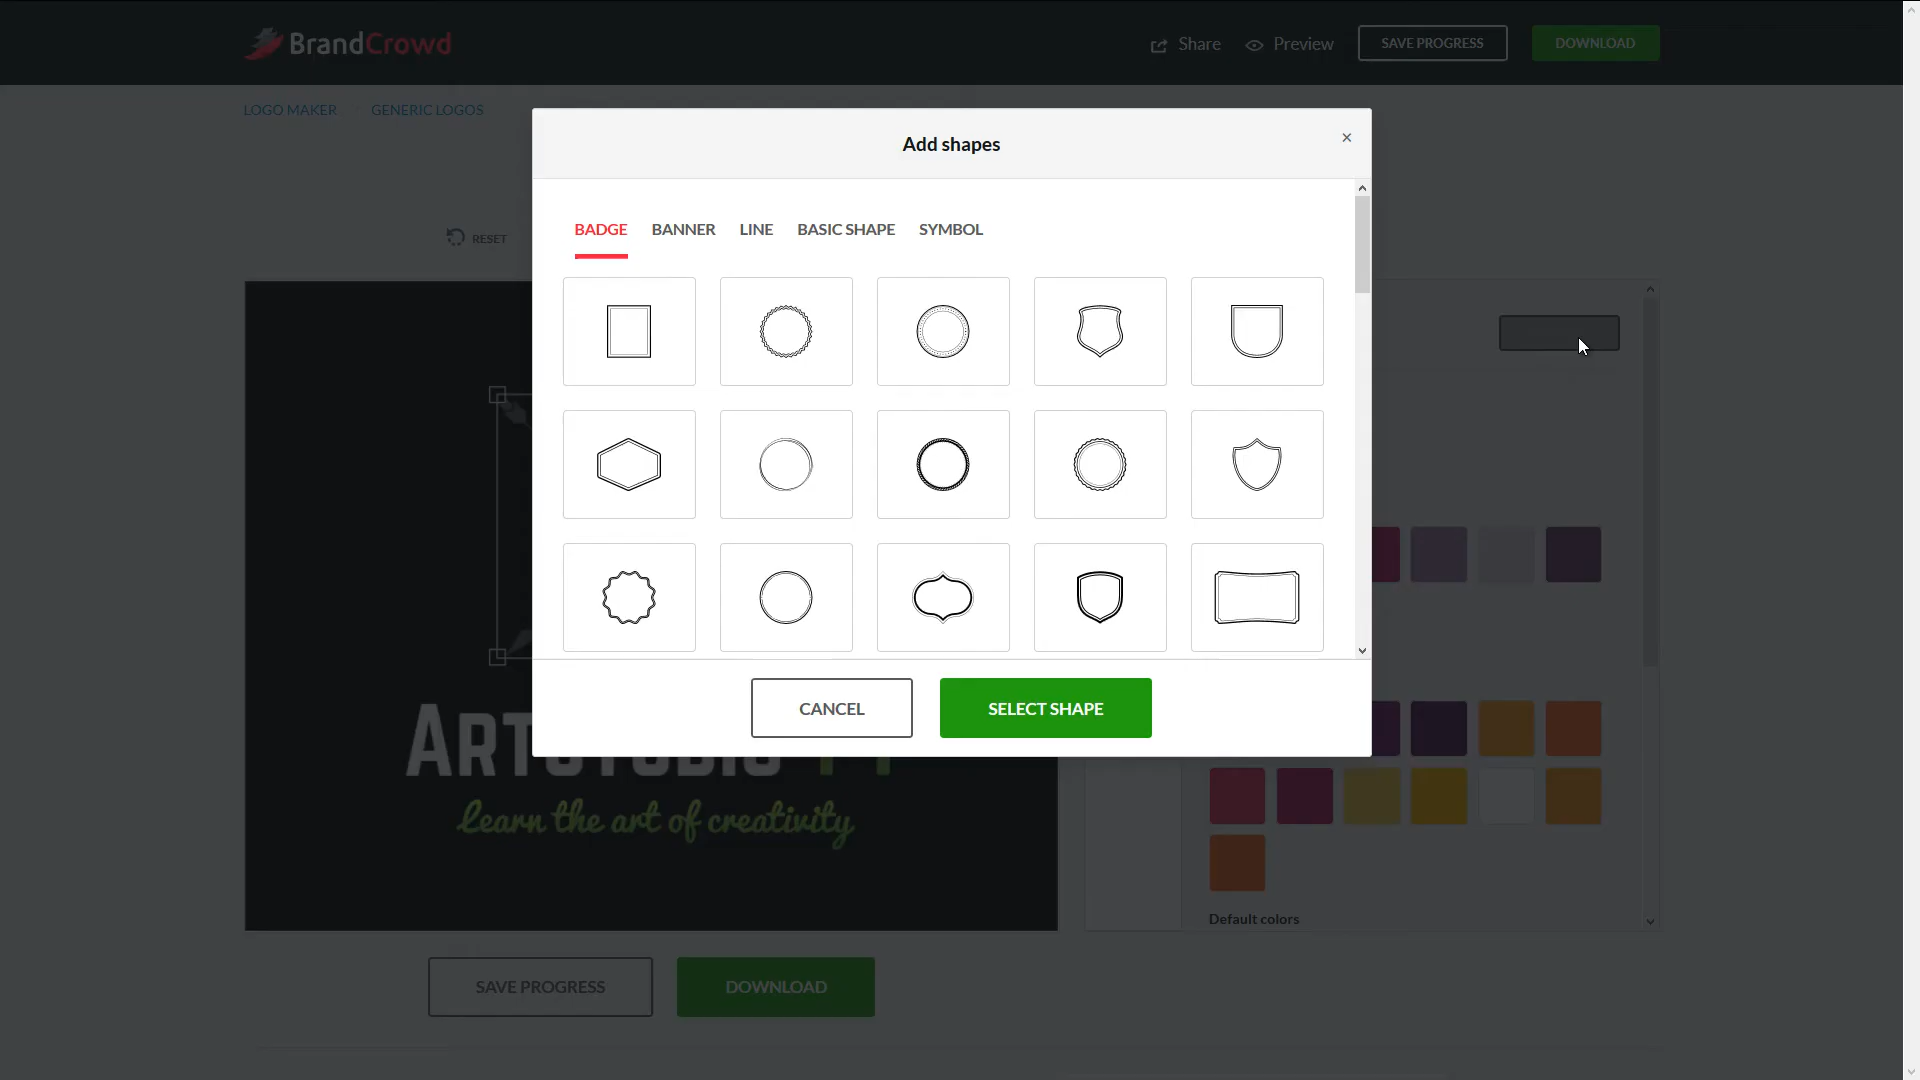 BrandCrowd
Share
Preview
SAVE PROGRESS
DOWNLOAD
LOGO MAKER / GENERIC LOGOS
Add shapes
×
RESET
BADGE
BANNER
LINE
BASIC SHAPE
SYMBOL
CANCEL
SELECT SHAPE
Learn the art of creativity
Default colors
SAVE PROGRESS
DOWNLOAD